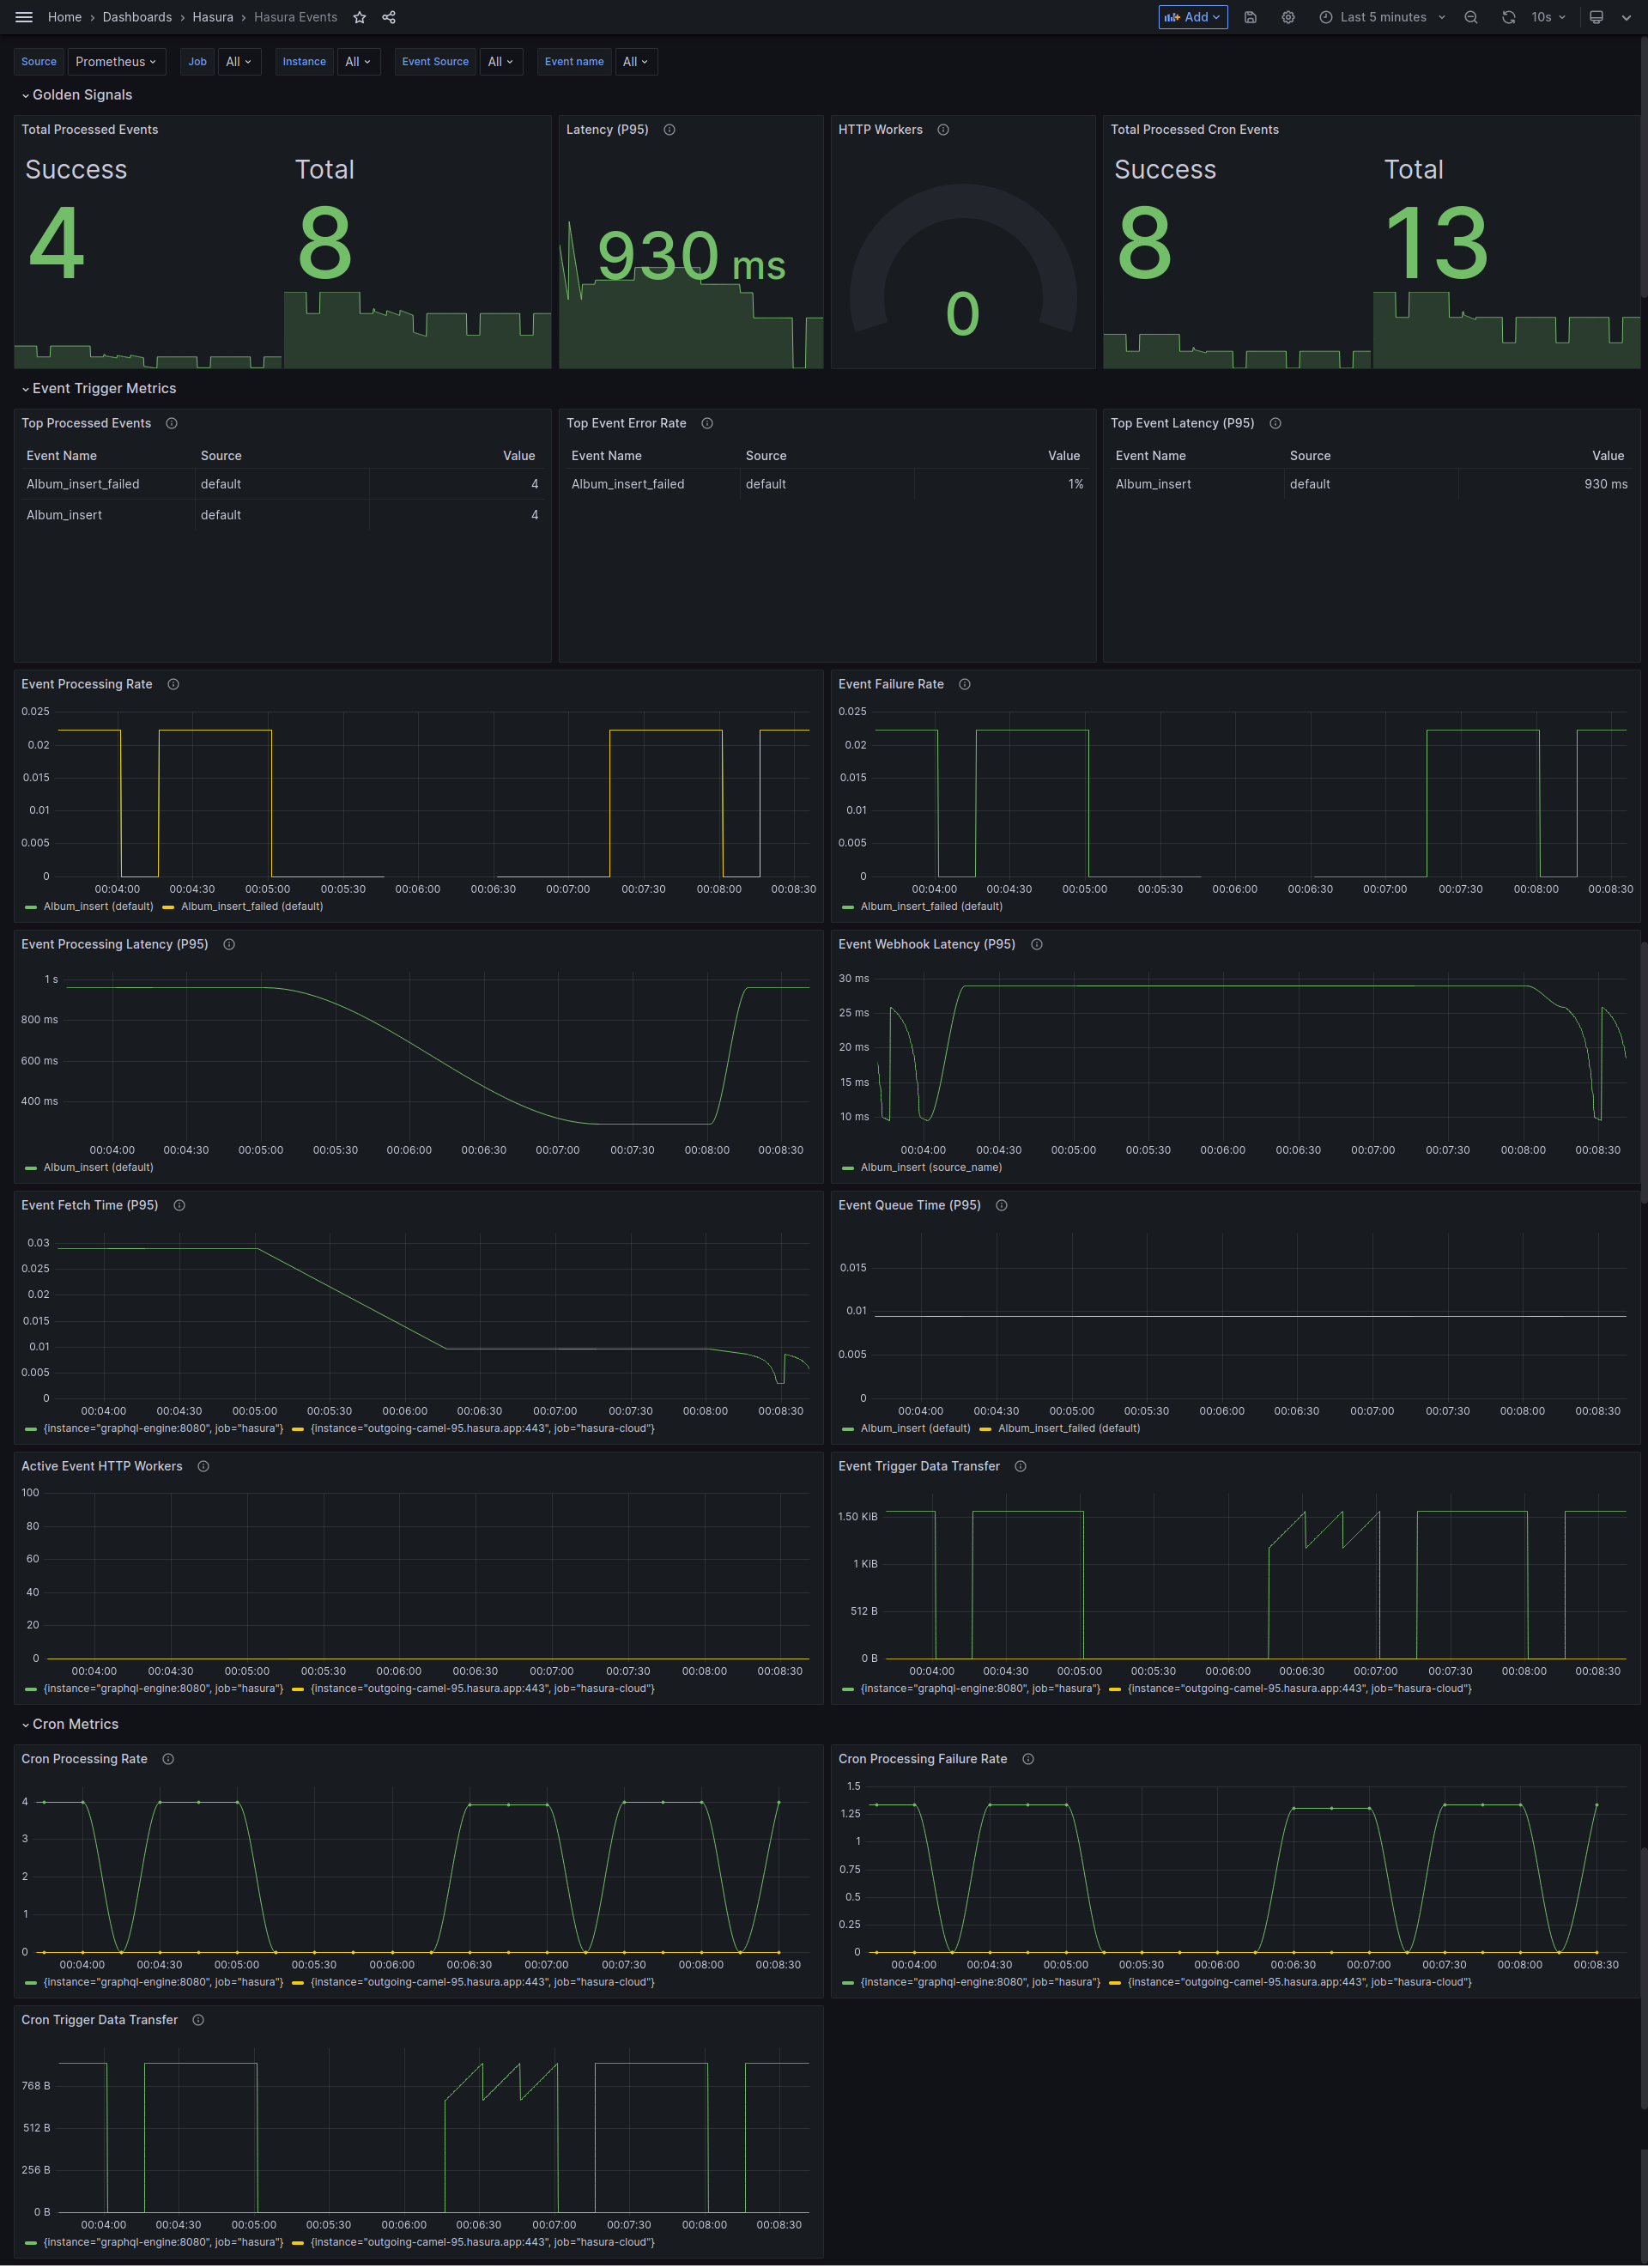 Home › Dashboards › Hasura › Hasura Events Add Last 5 minutes 10s
Source Prometheus Job All Instance All Event Source All Event name All
Golden Signals
Total Processed Events
Success Total
4 8
Latency (P95)
930 ms
HTTP Workers
0
Total Processed Cron Events
Success Total
8 13
Event Trigger Metrics
Top Processed Events
Event Name Source Value
Album_insert_failed default 4
Album_insert default 4
Top Event Error Rate
Event Name Source Value
Album_insert_failed default 1%
Top Event Latency (P95)
Event Name Source Value
Album_insert default 930 ms
Event Processing Rate
0.025
0.02
0.015
0.01
0.005
0
00:04:00 00:04:30 00:05:00 00:05:30 00:06:00 00:06:30 00:07:00 00:07:30 00:08:00 00:08:30
Album_insert (default) Album_insert_failed (default)
Event Failure Rate
0.025
0.02
0.015
0.01
0.005
0
00:04:00 00:04:30 00:05:00 00:05:30 00:06:00 00:06:30 00:07:00 00:07:30 00:08:00 00:08:30
Album_insert_failed (default)
Event Processing Latency (P95)
1 s
800 ms
600 ms
400 ms
00:04:00 00:04:30 00:05:00 00:05:30 00:06:00 00:06:30 00:07:00 00:07:30 00:08:00 00:08:30
Album_insert (default)
Event Webhook Latency (P95)
30 ms
25 ms
20 ms
15 ms
10 ms
00:04:00 00:04:30 00:05:00 00:05:30 00:06:00 00:06:30 00:07:00 00:07:30 00:08:00 00:08:30
Album_insert (source_name)
Event Fetch Time (P95)
0.03
0.025
0.02
0.015
0.01
0.005
0
00:04:00 00:04:30 00:05:00 00:05:30 00:06:00 00:06:30 00:07:00 00:07:30 00:08:00 00:08:30
{instance="graphql-engine:8080", job="hasura"} {instance="outgoing-camel-95.hasura.app:443", job="hasura-cloud"}
Event Queue Time (P95)
0.015
0.01
0.005
0
00:04:00 00:04:30 00:05:00 00:05:30 00:06:00 00:06:30 00:07:00 00:07:30 00:08:00 00:08:30
Album_insert (default) Album_insert_failed (default)
Active Event HTTP Workers
100
80
60
40
20
0
00:04:00 00:04:30 00:05:00 00:05:30 00:06:00 00:06:30 00:07:00 00:07:30 00:08:00 00:08:30
{instance="graphql-engine:8080", job="hasura"} {instance="outgoing-camel-95.hasura.app:443", job="hasura-cloud"}
Event Trigger Data Transfer
1.50 KiB
1 KiB
512 B
0 B
00:04:00 00:04:30 00:05:00 00:05:30 00:06:00 00:06:30 00:07:00 00:07:30 00:08:00 00:08:30
{instance="graphql-engine:8080", job="hasura"} {instance="outgoing-camel-95.hasura.app:443", job="hasura-cloud"}
Cron Metrics
Cron Processing Rate
4
3
2
1
0
00:04:00 00:04:30 00:05:00 00:05:30 00:06:00 00:06:30 00:07:00 00:07:30 00:08:00 00:08:30
{instance="graphql-engine:8080", job="hasura"} {instance="outgoing-camel-95.hasura.app:443", job="hasura-cloud"}
Cron Processing Failure Rate
1.5
1.25
1
0.75
0.5
0.25
0
00:04:00 00:04:30 00:05:00 00:05:30 00:06:00 00:06:30 00:07:00 00:07:30 00:08:00 00:08:30
{instance="graphql-engine:8080", job="hasura"} {instance="outgoing-camel-95.hasura.app:443", job="hasura-cloud"}
Cron Trigger Data Transfer
768 B
512 B
256 B
0 B
00:04:00 00:04:30 00:05:00 00:05:30 00:06:00 00:06:30 00:07:00 00:07:30 00:08:00 00:08:30
{instance="graphql-engine:8080", job="hasura"} {instance="outgoing-camel-95.hasura.app:443", job="hasura-cloud"}